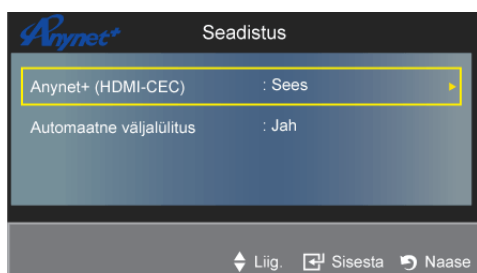 Anynet+ Seadistus
Anynet+ (HDMI-CEC) : Sees
Automaatne väljalülitus : Jah
Liig. Sisesta Naase